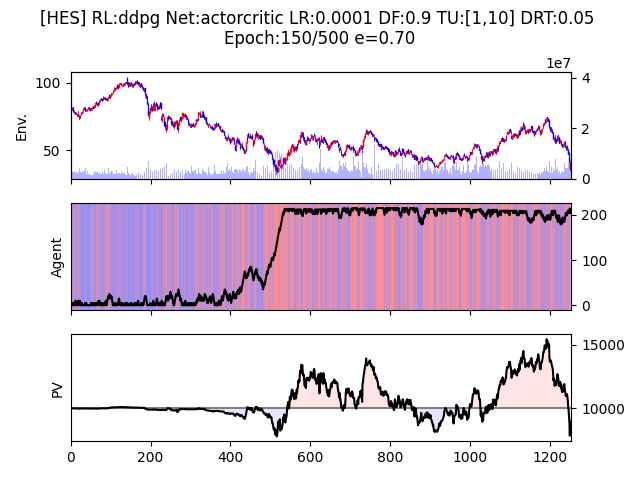 [HES] RL:ddpg Net:actorcritic LR:0.0001 DF:0.9 TU:[1,10] DRT:0.05
Epoch:150/500 e=0.70
1e7
100
50
Env.
4
2
0
Agent
200
100
0
PV
15000
10000
0 200 400 600 800 1000 1200